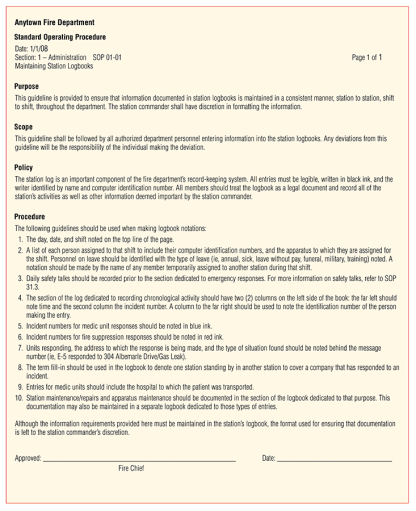 Anytown Fire Department
Standard Operating Procedure
Date: 1/1/08
Section: 1 – Administration SOP 01-01 Page 1 of 1
Maintaining Station Logbooks
Purpose
This guideline is provided to ensure that information documented in station logbooks is maintained in a consistent manner, station to station, shift
to shift, throughout the department. The station commander shall have discretion in formatting the information.
Scope
This guideline shall be followed by all authorized department personnel entering information into the station logbooks. Any deviations from this
guideline will be the responsibility of the individual making the deviation.
Policy
The station log is an important component of the fire department's record-keeping system. All entries must be legible, written in black ink, and the
writer identified by name and computer identification number. All members should treat the logbook as a legal document and record all of the
station's activities as well as other information deemed important by the station commander.
Procedure
The following guidelines should be used when making logbook notations:
1. The day, date, and shift noted on the top line of the page.
2. A list of each person assigned to that shift to include their computer identification numbers, and the apparatus to which they are assigned for
the shift. Personnel on leave should be identified with the type of leave (ie, annual, sick, leave without pay, funeral, military, training) noted. A
notation should be made by the name of any member temporarily assigned to another station during that shift.
3. Daily safety talks should be recorded prior to the section dedicated to emergency responses. For more information on safety talks, refer to SOP
31.3.
4. The section of the log dedicated to recording chronological activity should have two (2) columns on the left side of the book: the far left should
note time and the second column the incident number. A column to the far right should be used to note the identification number of the person
making the entry.
5. Incident numbers for medic unit responses should be noted in blue ink.
6. Incident numbers for fire suppression responses should be noted in red ink.
7. Units responding, the address to which the response is being made, and the type of situation found should be noted behind the message
number (ie, E-5 responded to 304 Albemarle Drive/Gas Leak).
8. The term fill-in should be used in the logbook to denote one station standing by in another station to cover a company that has responded to an
incident.
9. Entries for medic units should include the hospital to which the patient was transported.
10. Station maintenance/repairs and apparatus maintenance should be documented in the section of the logbook dedicated to that purpose. This
documentation may also be maintained in a separate logbook dedicated to those types of entries.
Although the information requirements provided here must be maintained in the station's logbook, the format used for ensuring that documentation
is left to the station commander's discretion.
Approved: Date:
Fire Chief